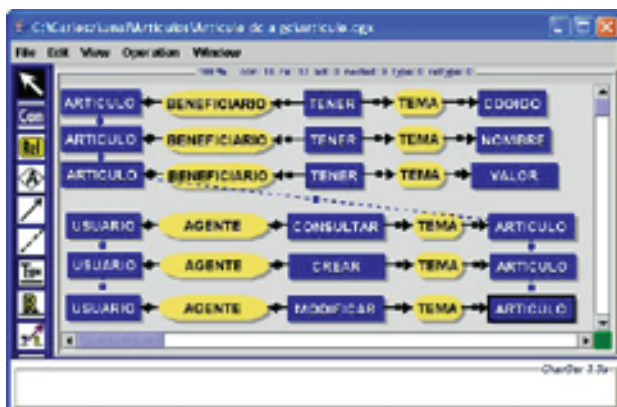 File Edit View Operation Window
ARTICULO BENEFICIARIO TENER TEMA CODIGO
ARTICULO BENEFICIARIO TENER TEMA NOMBRE
ARTICULO BENEFICIARIO TENER TEMA VALOR
USUARIO AGENTE CONSULTAR TEMA ARTICULO
USUARIO AGENTE CREAR TEMA ARTICULO
USUARIO AGENTE MODIFICAR TEMA ARTICULO
Con
Rel
A